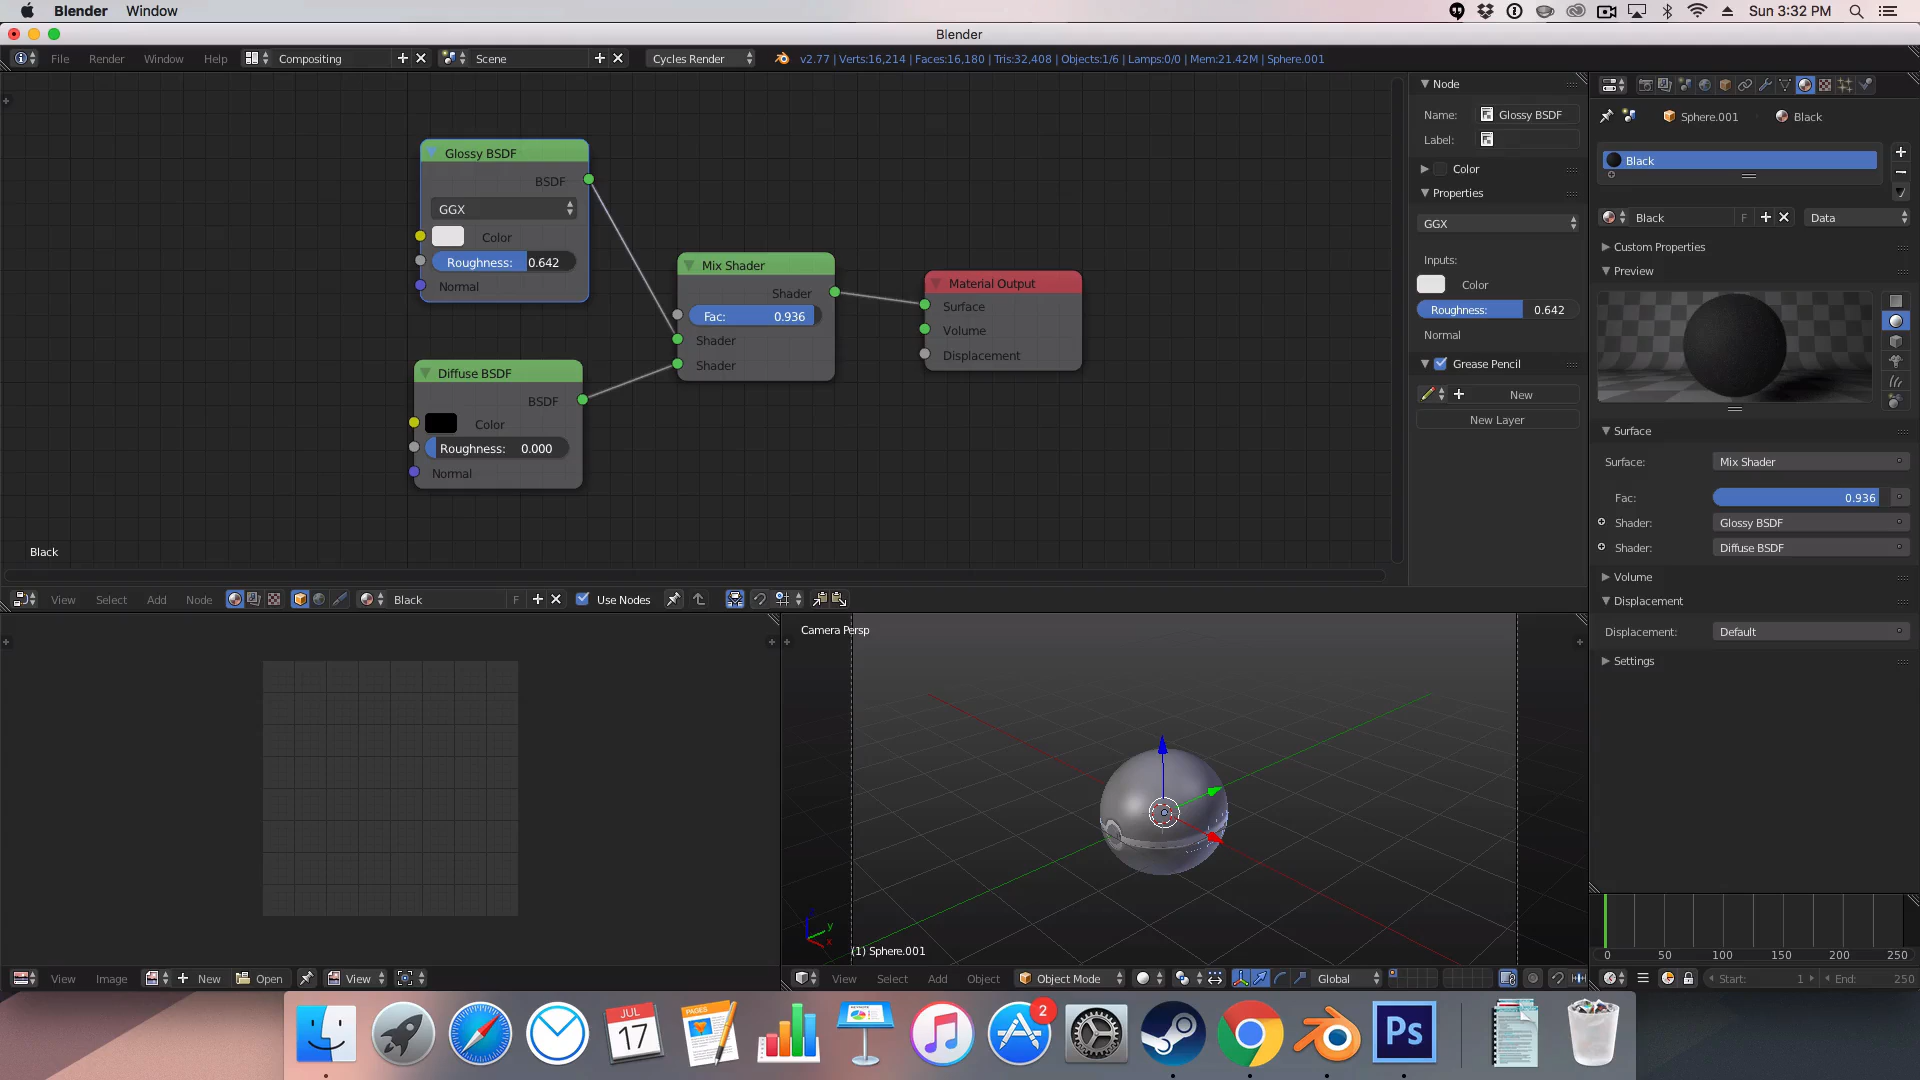 Blender Window Sun 3:32 PM
Blender
File Render Window Help Compositing Scene Cycles Render v2.77 | Verts:16,214 | Faces:16,180 | Tris:32,408 | Objects:1/6 | Lamps:0/0 | Mem:21.42M | Sphere.001
Glossy BSDF
BSDF
GGX
Color
Roughness: 0.642
Normal
Diffuse BSDF
BSDF
Color
Roughness: 0.000
Normal
Mix Shader
Shader
Fac: 0.936
Shader
Shader
Material Output
Surface
Volume
Displacement
Black
Node
Name: Glossy BSDF
Label:
Color
Properties
GGX
Inputs:
Color
Roughness: 0.642
Normal
Grease Pencil
New
New Layer
Sphere.001 Black
Black
Black F Data
Custom Properties
Preview
Surface
Surface: Mix Shader
Fac: 0.936
Shader: Glossy BSDF
Shader: Diffuse BSDF
Volume
Displacement
Displacement: Default
Settings
View Select Add Node Black F Use Nodes
Camera Persp
z
y
x
(1) Sphere.001
View Image New Open View
View Select Add Object Object Mode Global
0 50 100 150 200 250
Start: 1 End: 250
JUL
17
PAGES
2
Ps